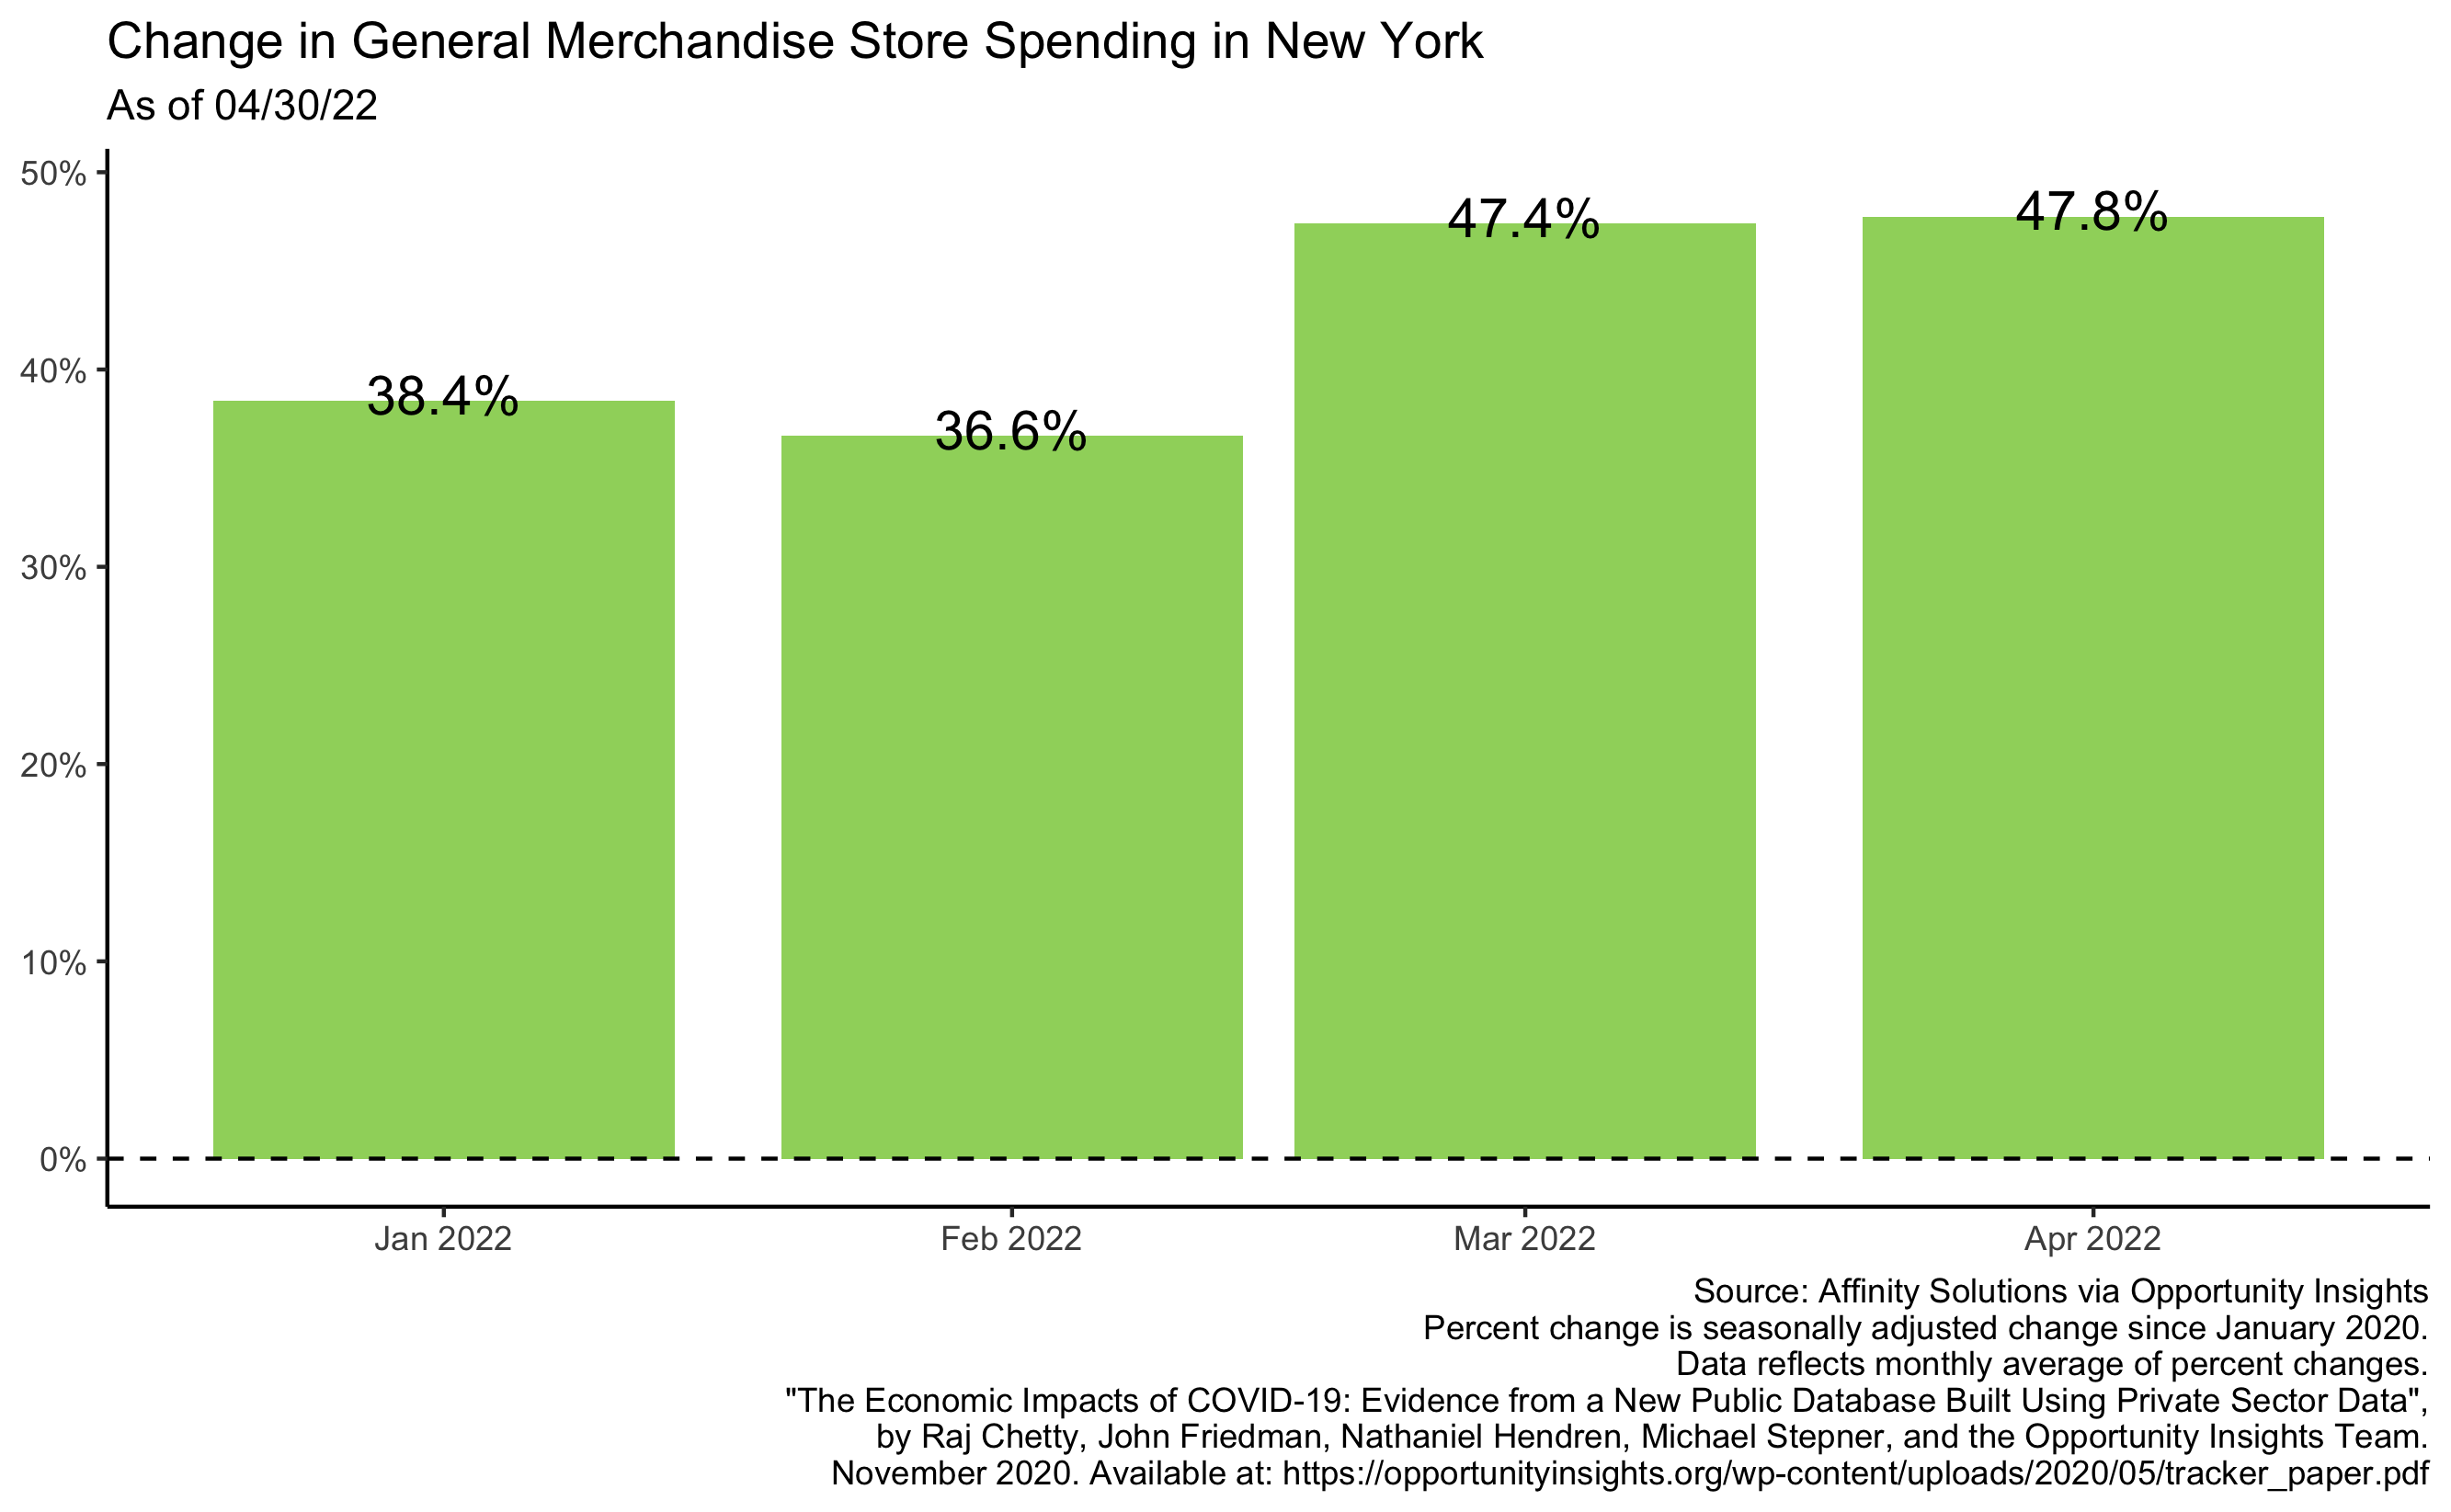 Change in General Merchandise Store Spending in New York
As of 04/30/22
50%
40%
30%
20%
10%
0%
38.4%
36.6%
47.4%
47.8%
Jan 2022
Feb 2022
Mar 2022
Apr 2022
Source: Affinity Solutions via Opportunity Insights
Percent change is seasonally adjusted change since January 2020.
Data reflects monthly average of percent changes.
"The Economic Impacts of COVID-19: Evidence from a New Public Database Built Using Private Sector Data",
by Raj Chetty, John Friedman, Nathaniel Hendren, Michael Stepner, and the Opportunity Insights Team.
November 2020. Available at: https://opportunityinsights.org/wp-content/uploads/2020/05/tracker_paper.pdf